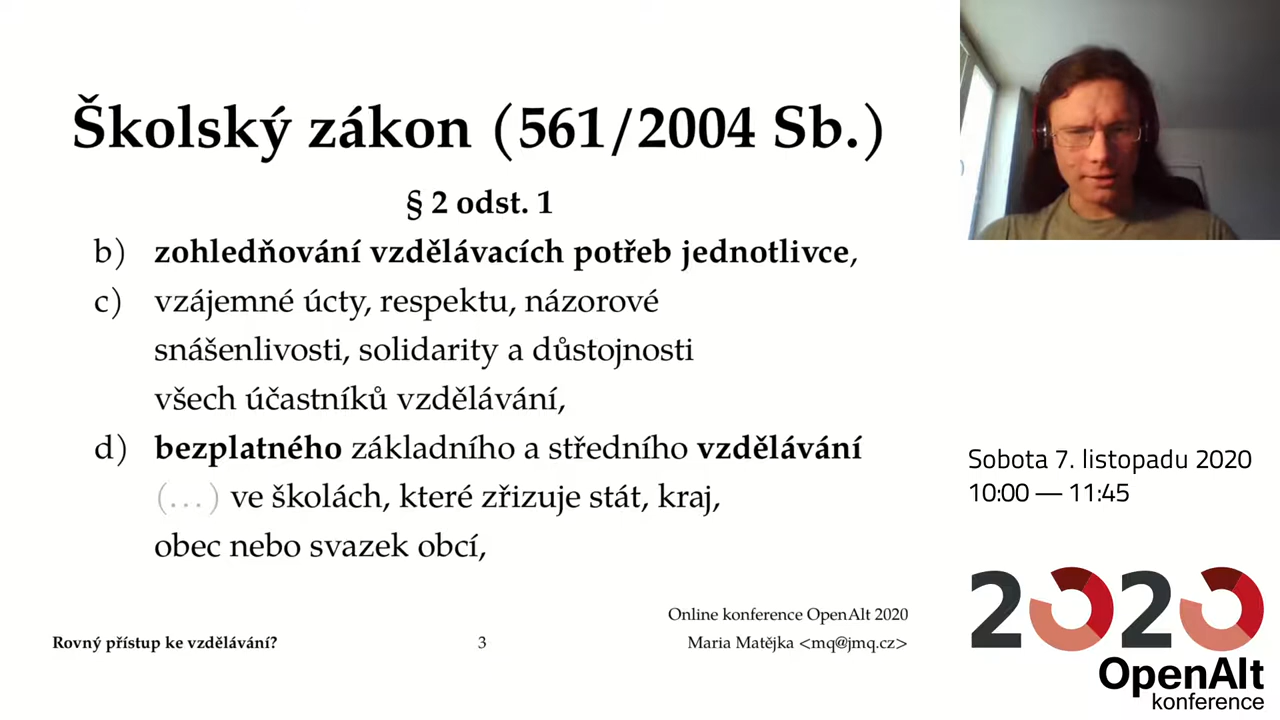 Školský zákon (561/2004 Sb.)
§ 2 odst. 1
b) zohledňování vzdělávacích potřeb jednotlivce,
c) vzájemné úcty, respektu, názorové
snášenlivosti, solidarity a důstojnosti
všech účastníků vzdělávání,
d) bezplatného základního a středního vzdělávání
(...) ve školách, které zřizuje stát, kraj,
obec nebo svazek obcí,
Online konference OpenAlt 2020
Rovný přístup ke vzdělávání? 3 Maria Matějka <mq@jmq.cz>
Sobota 7. listopadu 2020
10:00 — 11:45
2020
OpenAlt
konference